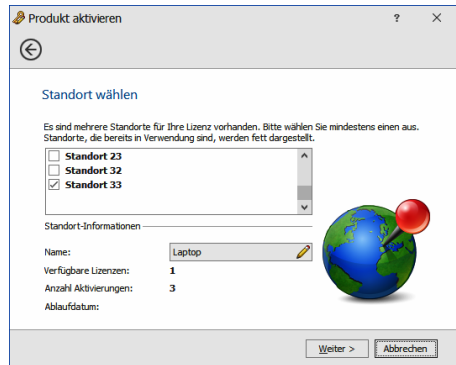 Produkt aktivieren
?
Standort wählen
Es sind mehrere Standorte für Ihre Lizenz vorhanden. Bitte wählen Sie mindestens einen aus.
Standorte, die bereits in Verwendung sind, werden fett dargestellt.
Standort 23
Standort 32
Standort 33
Standort-Informationen
Name: Laptop
Verfügbare Lizenzen: 1
Anzahl Aktivierungen: 3
Ablaufdatum:
Weiter > Abbrechen